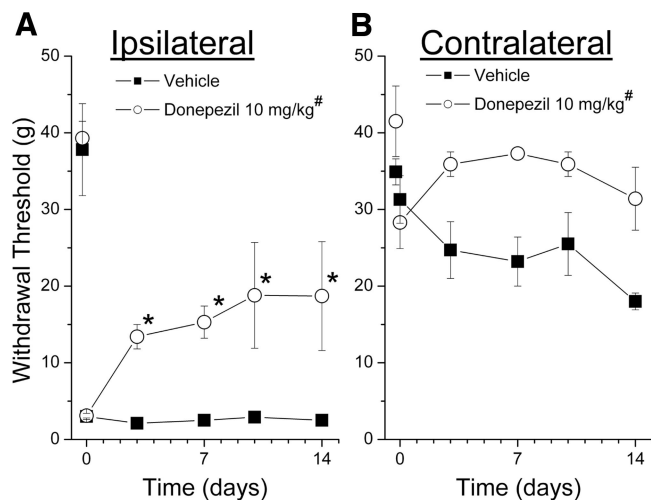 A
Ipsilateral
Vehicle
Donepezil 10 mg/kg#
*
*
*
*
Withdrawal Threshold (g)
50
40
30
20
10
0
0
7
14
Time (days)
B
Contralateral
Vehicle
Donepezil 10 mg/kg#
50
40
30
20
10
0
0
7
14
Time (days)